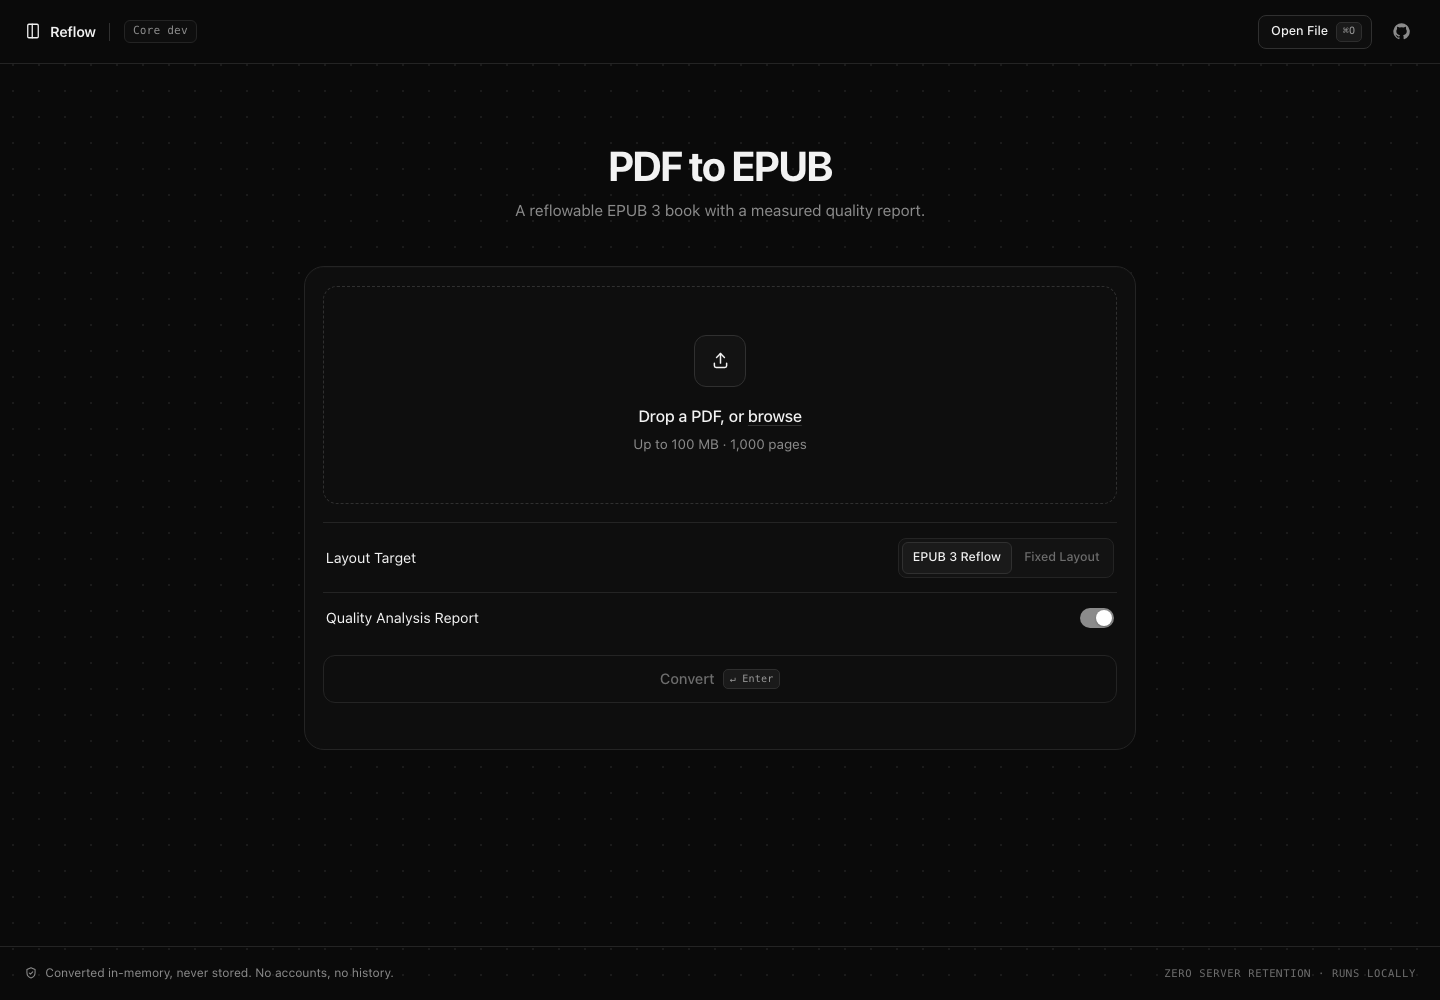 Reflow
Core dev
Open File ⌘O
PDF to EPUB
A reflowable EPUB 3 book with a measured quality report.
Drop a PDF, or browse
Up to 100 MB · 1,000 pages
Layout Target
EPUB 3 Reflow
Fixed Layout
Quality Analysis Report
Convert ↵ Enter
Converted in-memory, never stored. No accounts, no history.
ZERO SERVER RETENTION · RUNS LOCALLY